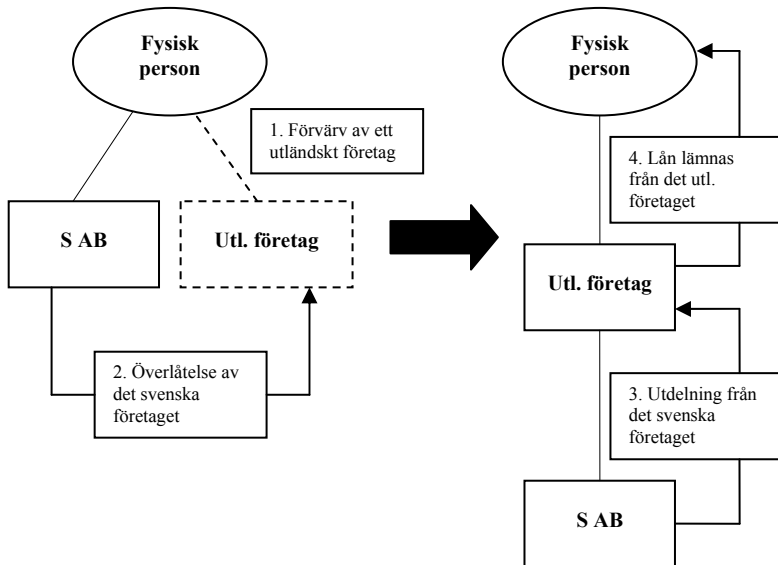 Fysisk
person
1. Förvärv av ett
utländskt företag
S AB
Utl. företag
2. Överlåtelse av
det svenska
företaget
Fysisk
person
4. Lån lämnas
från det utl.
företaget
Utl. företag
3. Utdelning från
det svenska
företaget
S AB